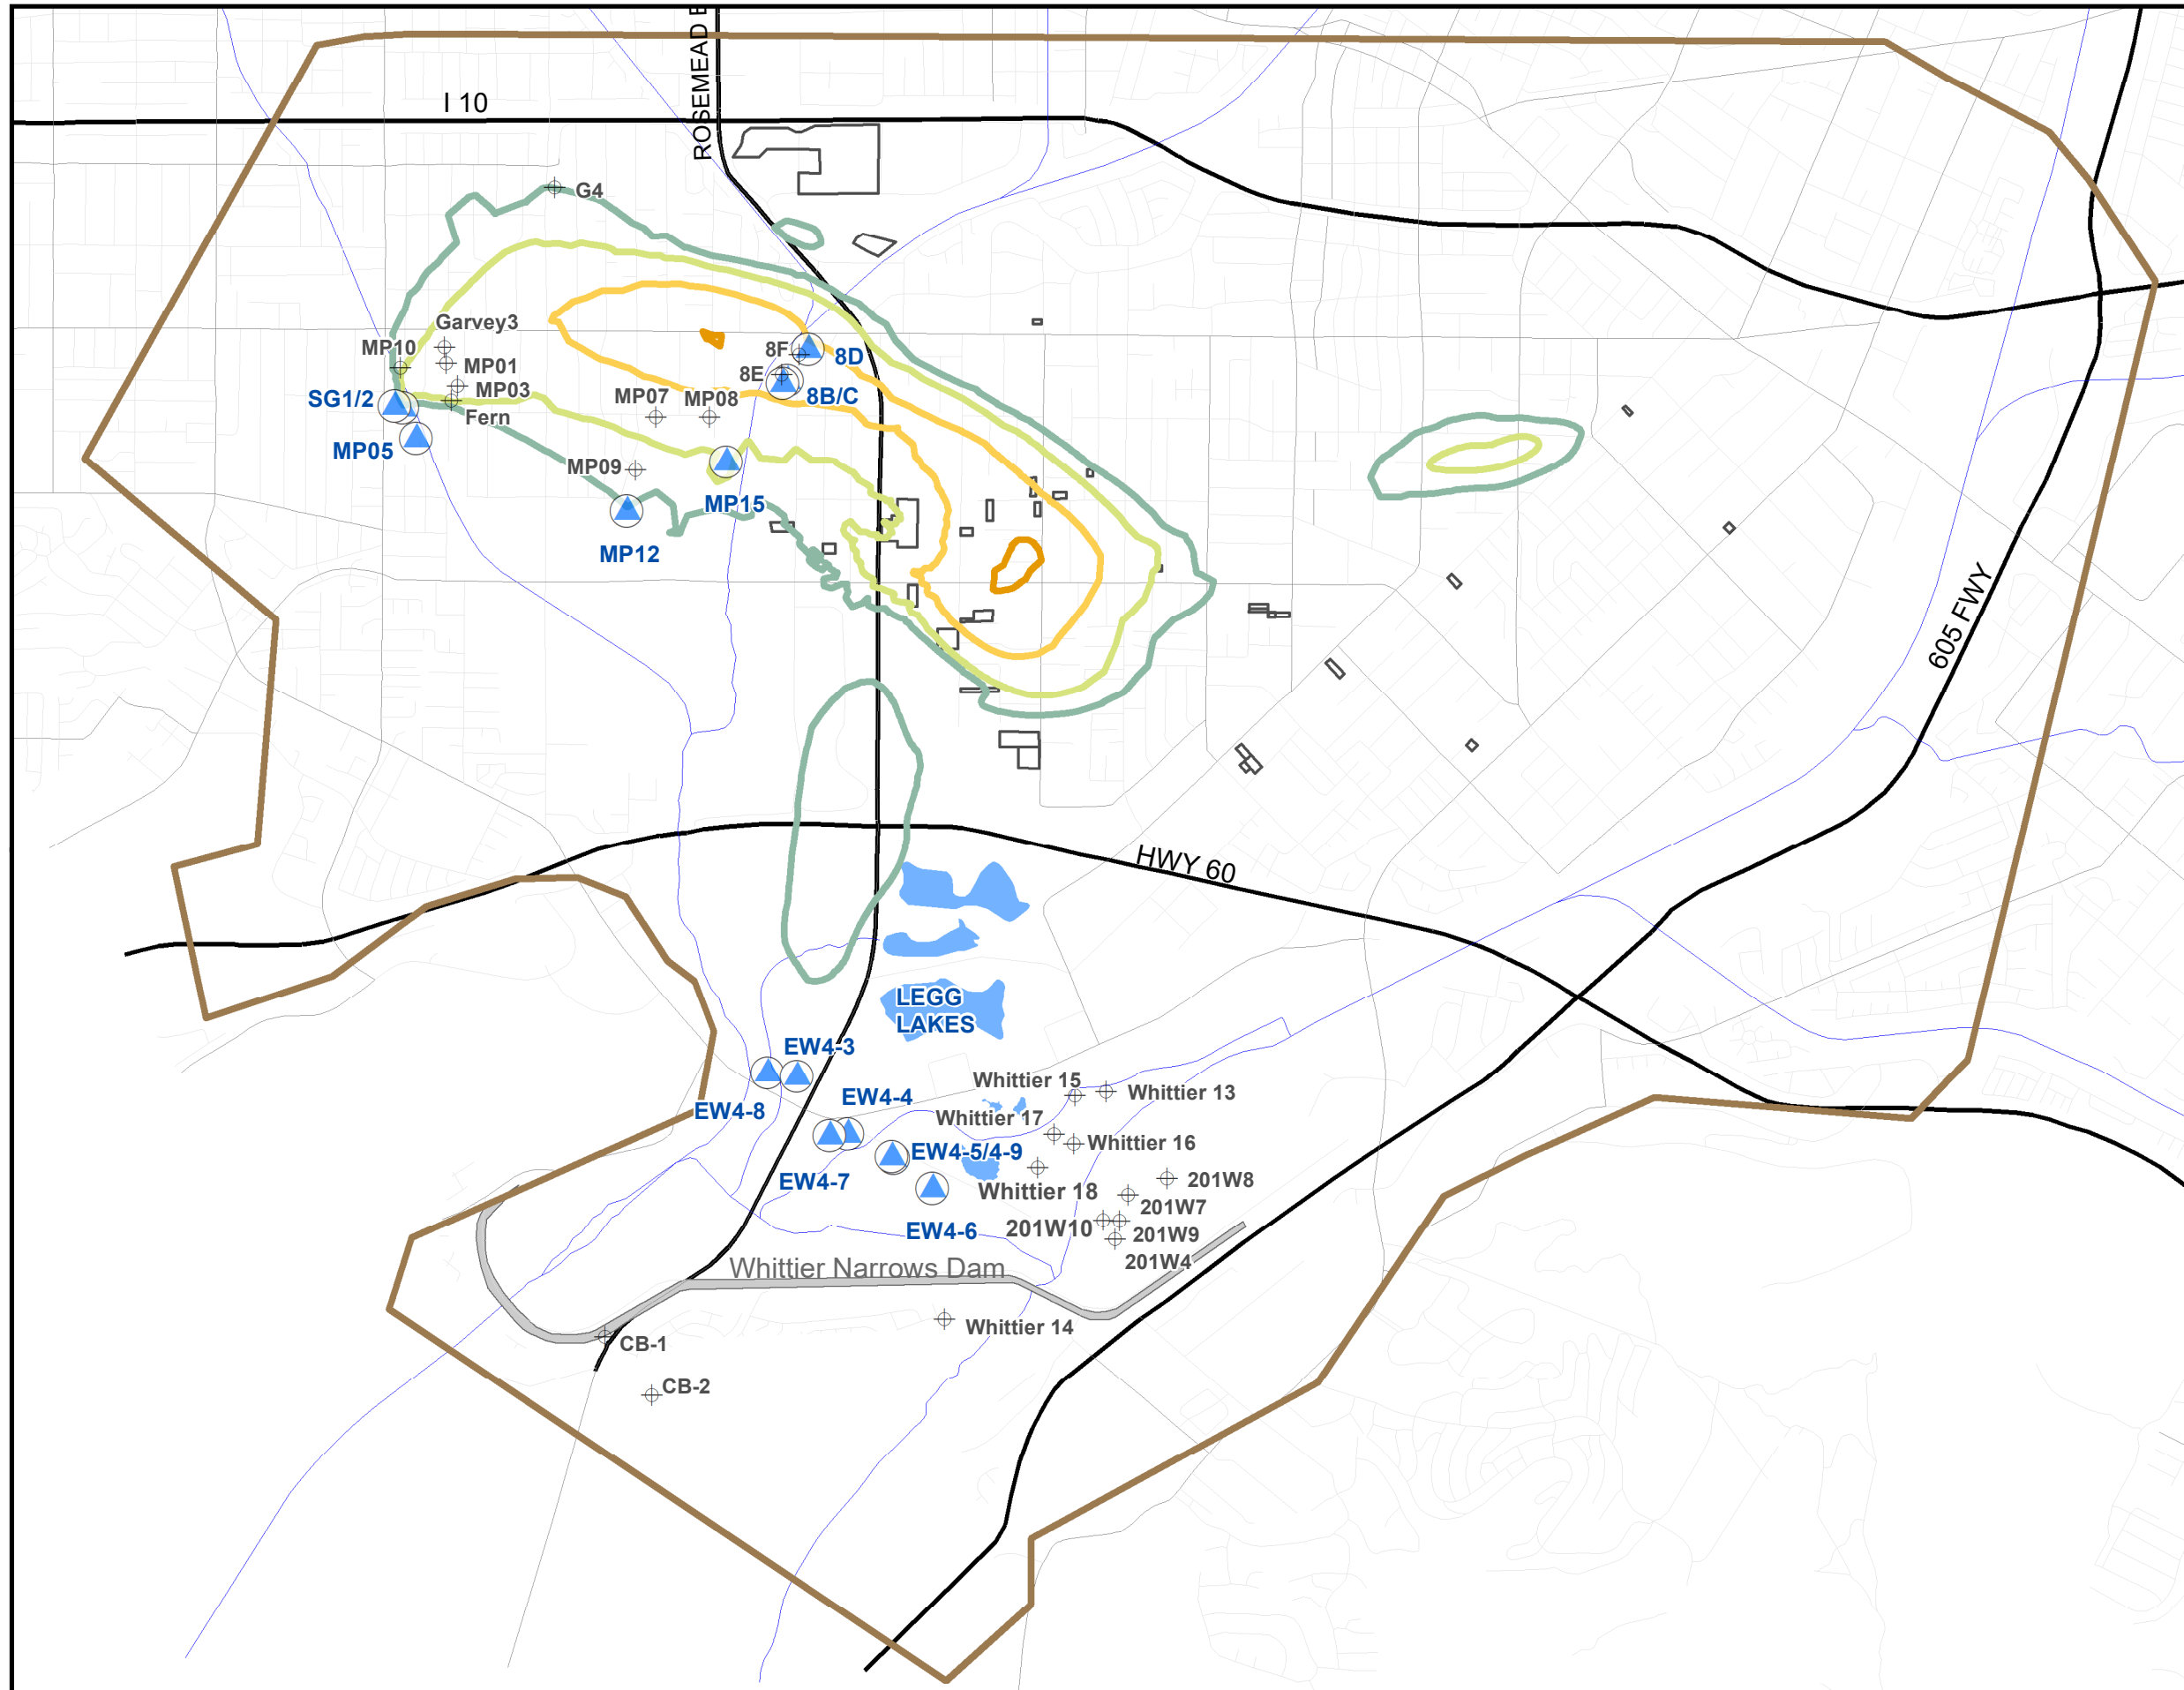 ROSEMEAD B
I 10
G4
Garvey3
MP10
MP01
MP03
SG1/2
Fern
MP05
MP07
MP08
8F
8D
8E
8B/C
MP09
MP15
MP12
605 FWY
HWY 60
LEGG
LAKES
EW4-3
EW4-8
EW4-4
Whittier 15
Whittier 13
Whittier 17
Whittier 16
EW4-5/4-9
EW4-7
Whittier 18
201W8
201W7
EW4-6
201W10
201W9
201W4
Whittier Narrows Dam
Whittier 14
CB-1
CB-2